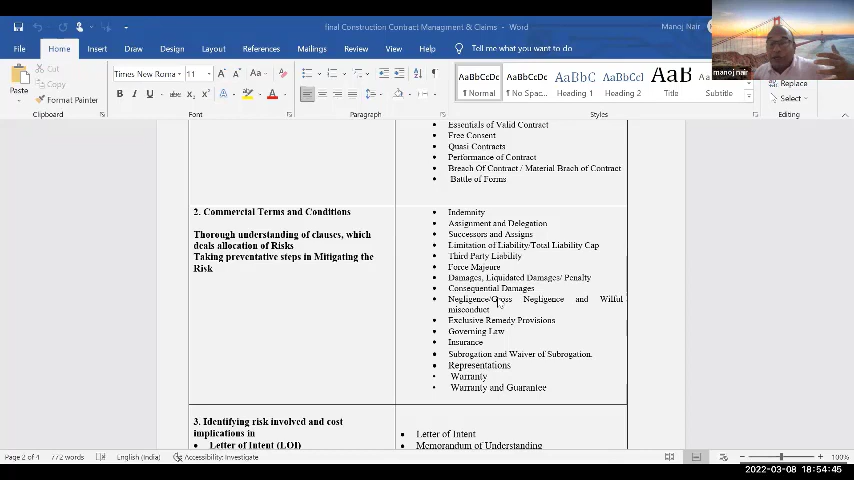 final Construction Contract Managment & Claims - Word
Manoj Nair
File Home Insert Draw Design Layout References Mailings Review View Help Tell me what you want to do
manoj nair
Paste
Cut
Copy
Format Painter
Clipboard
Times New Roma 11
Font
Paragraph
AaBbCcDc AaBbCcDc AaBbC AaBbCcI AaB
¶ Normal ¶ No Spac... Heading 1 Heading 2 Title
Styles
Replace
Select
Editing
Essentials of Valid Contract
Free Consent
Quasi Contracts
Performance of Contract
Breach Of Contract / Material Brach of Contract
Battle of Forms
2. Commercial Terms and Conditions
Thorough understanding of clauses, which
deals allocation of Risks
Taking preventative steps in Mitigating the
Risk
Indemnity
Assignment and Delegation
Successors and Assigns
Limitation of Liability/Total Liability Cap
Third Party Liability
Force Majeure
Damages, Liquidated Damages/ Penalty
Consequential Damages
Negligence/Gross Negligence and Wilful
misconduct
Exclusive Remedy Provisions
Governing Law
Insurance
Subrogation and Waiver of Subrogation.
Representations
Warranty
Warranty and Guarantee
3. Identifying risk involved and cost
implications in
Letter of Intent (LOI)
Letter of Intent
Memorandum of Understanding
Page 2 of 4 772 words English (India) Accessibility: Investigate
100%
2022-03-08 18:54:45